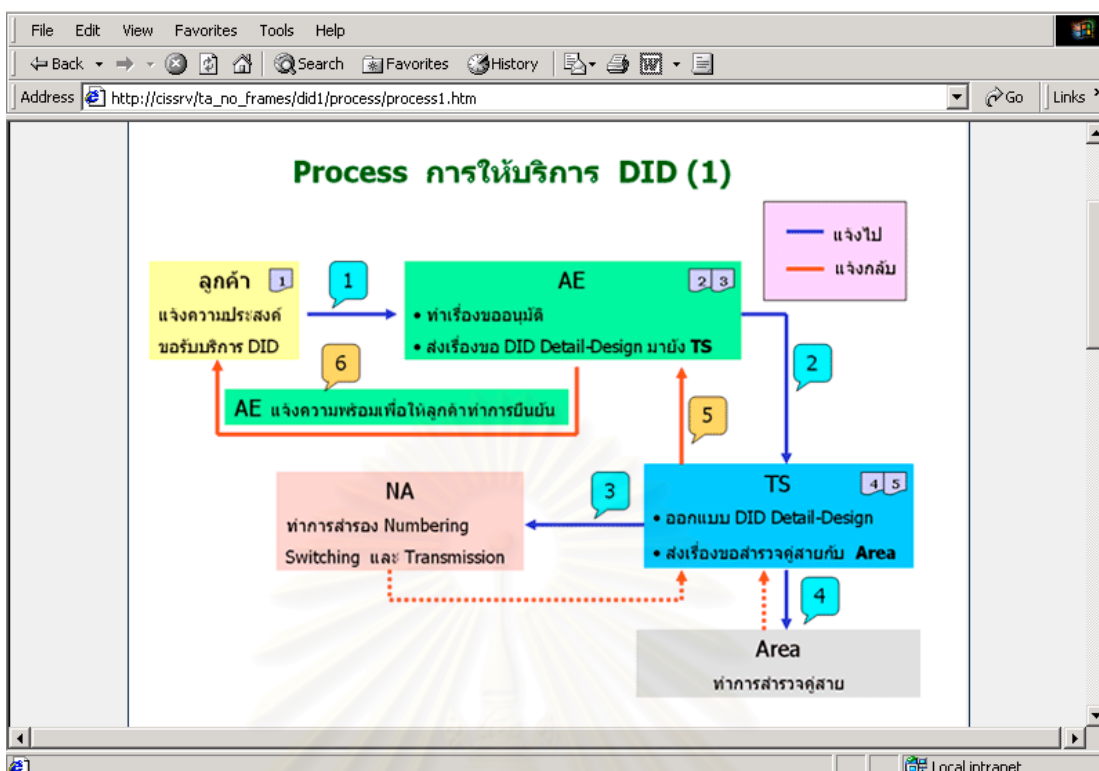 File Edit View Favorites Tools Help
Back Search Favorites History
Address http://cissrv/ta_no_frames/did1/process/process1.htm Go Links
Process การให้บริการ DID (1)
แจ้งไป
แจ้งกลับ
ลูกค้า 1
แจ้งความประสงค์
ขอรับบริการ DID
1
AE 2 3
• ทำเรื่องขออนุมัติ
• ส่งเรื่องขอ DID Detail-Design มายัง TS
2
6
AE แจ้งความพร้อมเพื่อให้ลูกค้าทำการยืนยัน
5
NA
ทำการสำรอง Numbering
Switching และ Transmission
3
TS 4 5
• ออกแบบ DID Detail-Design
• ส่งเรื่องขอสำรวจคู่สายกับ Area
4
Area
ทำการสำรวจคู่สาย
Local intranet